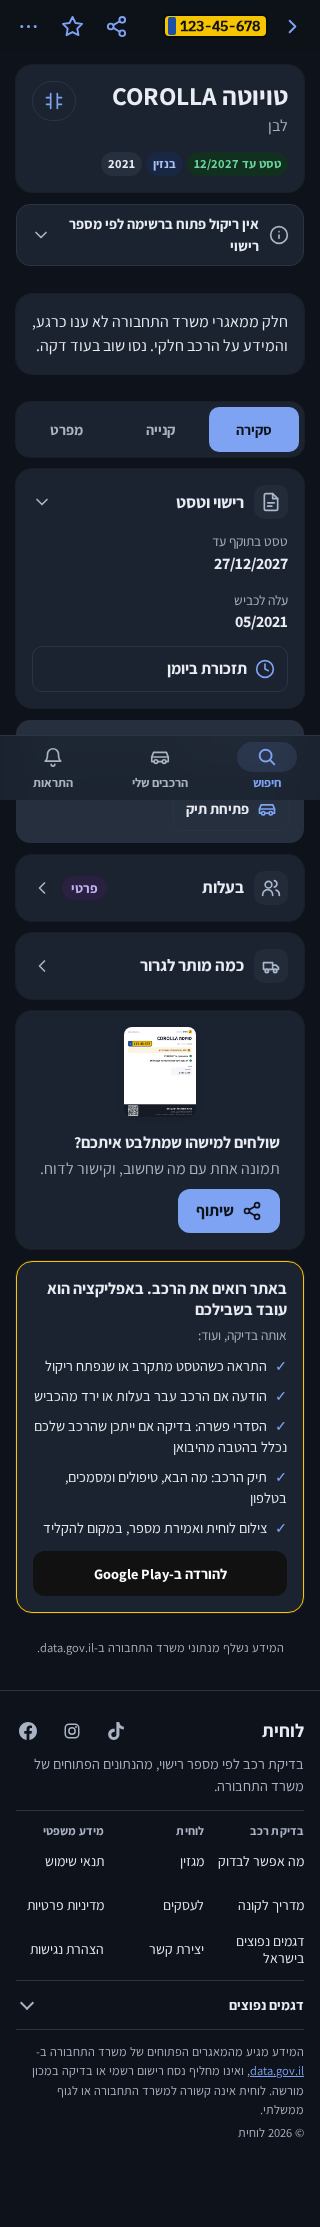 123-45-678
טויוטה COROLLA
לבן
טסט עד 12/2027
בנזין
2021
אין ריקול פתוח ברשימה לפי מספר
רישוי
חלק ממאגרי משרד התחבורה לא ענו כרגע,
והמידע על הרכב חלקי. נסו שוב בעוד דקה.
סקירה
קנייה
מפרט
רישוי וטסט
טסט בתוקף עד
27/12/2027
עלה לכביש
05/2021
תזכורת ביומן
חיפוש
הרכבים שלי
התראות
פתיחת תיק
בעלות
פרטי
כמה מותר לגרור
שולחים למישהו שמתלבט איתכם?
תמונה אחת עם מה שחשוב, וקישור לדוח.
שיתוף
באתר רואים את הרכב. באפליקציה הוא
עובד בשבילכם
אותה בדיקה, ועוד:
✓ התראה כשהטסט מתקרב או שנפתח ריקול
✓ הודעה אם הרכב עבר בעלות או ירד מהכביש
✓ הסדרי פשרה: בדיקה אם ייתכן שהרכב שלכם
נכלל בהטבה מהיבואן
✓ תיק הרכב: מה הבא, טיפולים ומסמכים,
בטלפון
✓ צילום לוחית ואמירת מספר, במקום להקליד
להורדה ב-Google Play
המידע נשלף מנתוני משרד התחבורה ב-data.gov.il.
לוחית
בדיקת רכב לפי מספר רישוי, מהנתונים הפתוחים של
משרד התחבורה.
בדיקת רכב
לוחית
מידע משפטי
מה אפשר לבדוק
מגזין
תנאי שימוש
מדריך לקונה
לעסקים
מדיניות פרטיות
דגמים נפוצים
בישראל
יצירת קשר
הצהרת נגישות
דגמים נפוצים
המידע מגיע מהמאגרים הפתוחים של משרד התחבורה ב-
data.gov.il, ואינו מחליף נסח רישום רשמי או בדיקה במכון
מורשה. לוחית אינה קשורה למשרד התחבורה או לגוף
ממשלתי.
© 2026 לוחית